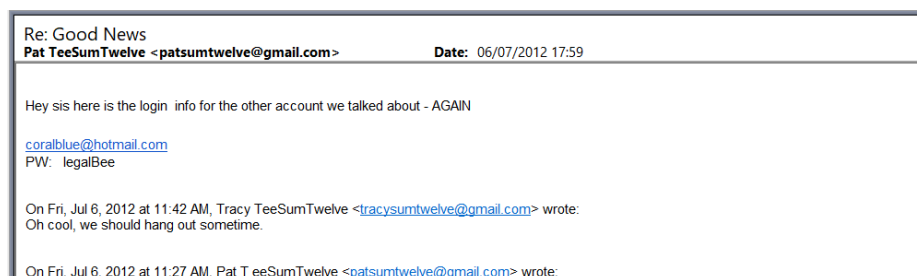 Re: Good News
Pat TeeSumTwelve <patsumtwelve@gmail.com> Date: 06/07/2012 17:59
Hey sis here is the login info for the other account we talked about - AGAIN
coralblue@hotmail.com
PW: legalBee
On Fri, Jul 6, 2012 at 11:42 AM, Tracy TeeSumTwelve <tracysumtwelve@gmail.com> wrote:
Oh cool, we should hang out sometime.
On Fri, Jul 6, 2012 at 11:27 AM, Pat T eeSumTwelve <patsumtwelve@gmail.com> wrote: